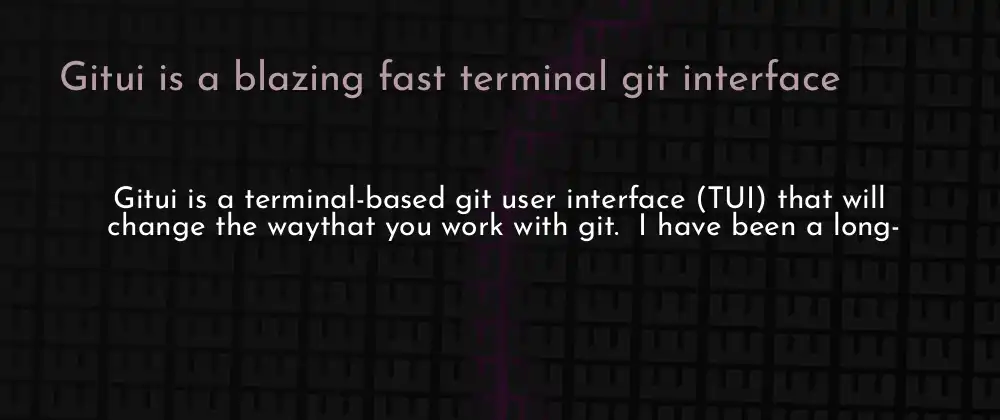 Gitui is a blazing fast terminal git interface
Gitui is a terminal-based git user interface (TUI) that will
change the waythat you work with git.  I have been a long-